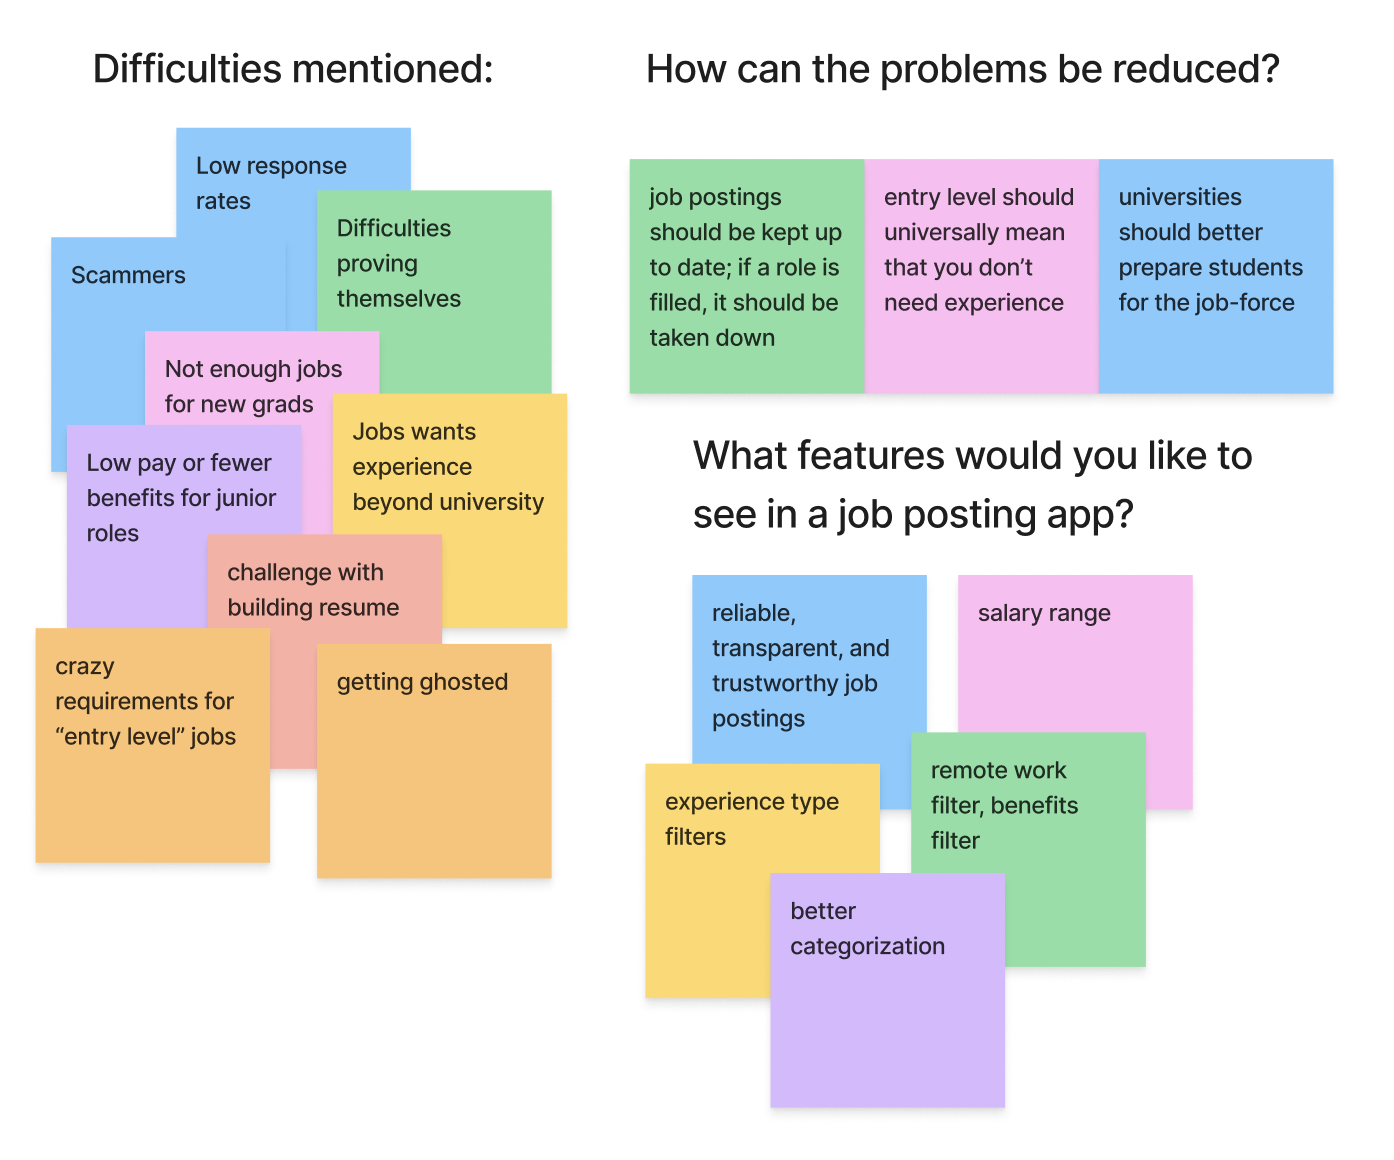 Difficulties mentioned:
Low response
rates
Difficulties
proving
themselves
Scammers
Not enough jobs
for new grads
Jobs wants
experience
beyond university
Low pay or fewer
benefits for junior
roles
challenge with
building resume
crazy
requirements for
“entry level” jobs
getting ghosted
How can the problems be reduced?
job postings
should be kept up
to date; if a role is
filled, it should be
taken down
entry level should
universally mean
that you don’t
need experience
universities
should better
prepare students
for the job-force
What features would you like to
see in a job posting app?
reliable,
transparent, and
trustworthy job
postings
salary range
remote work
filter, benefits
filter
experience type
filters
better
categorization